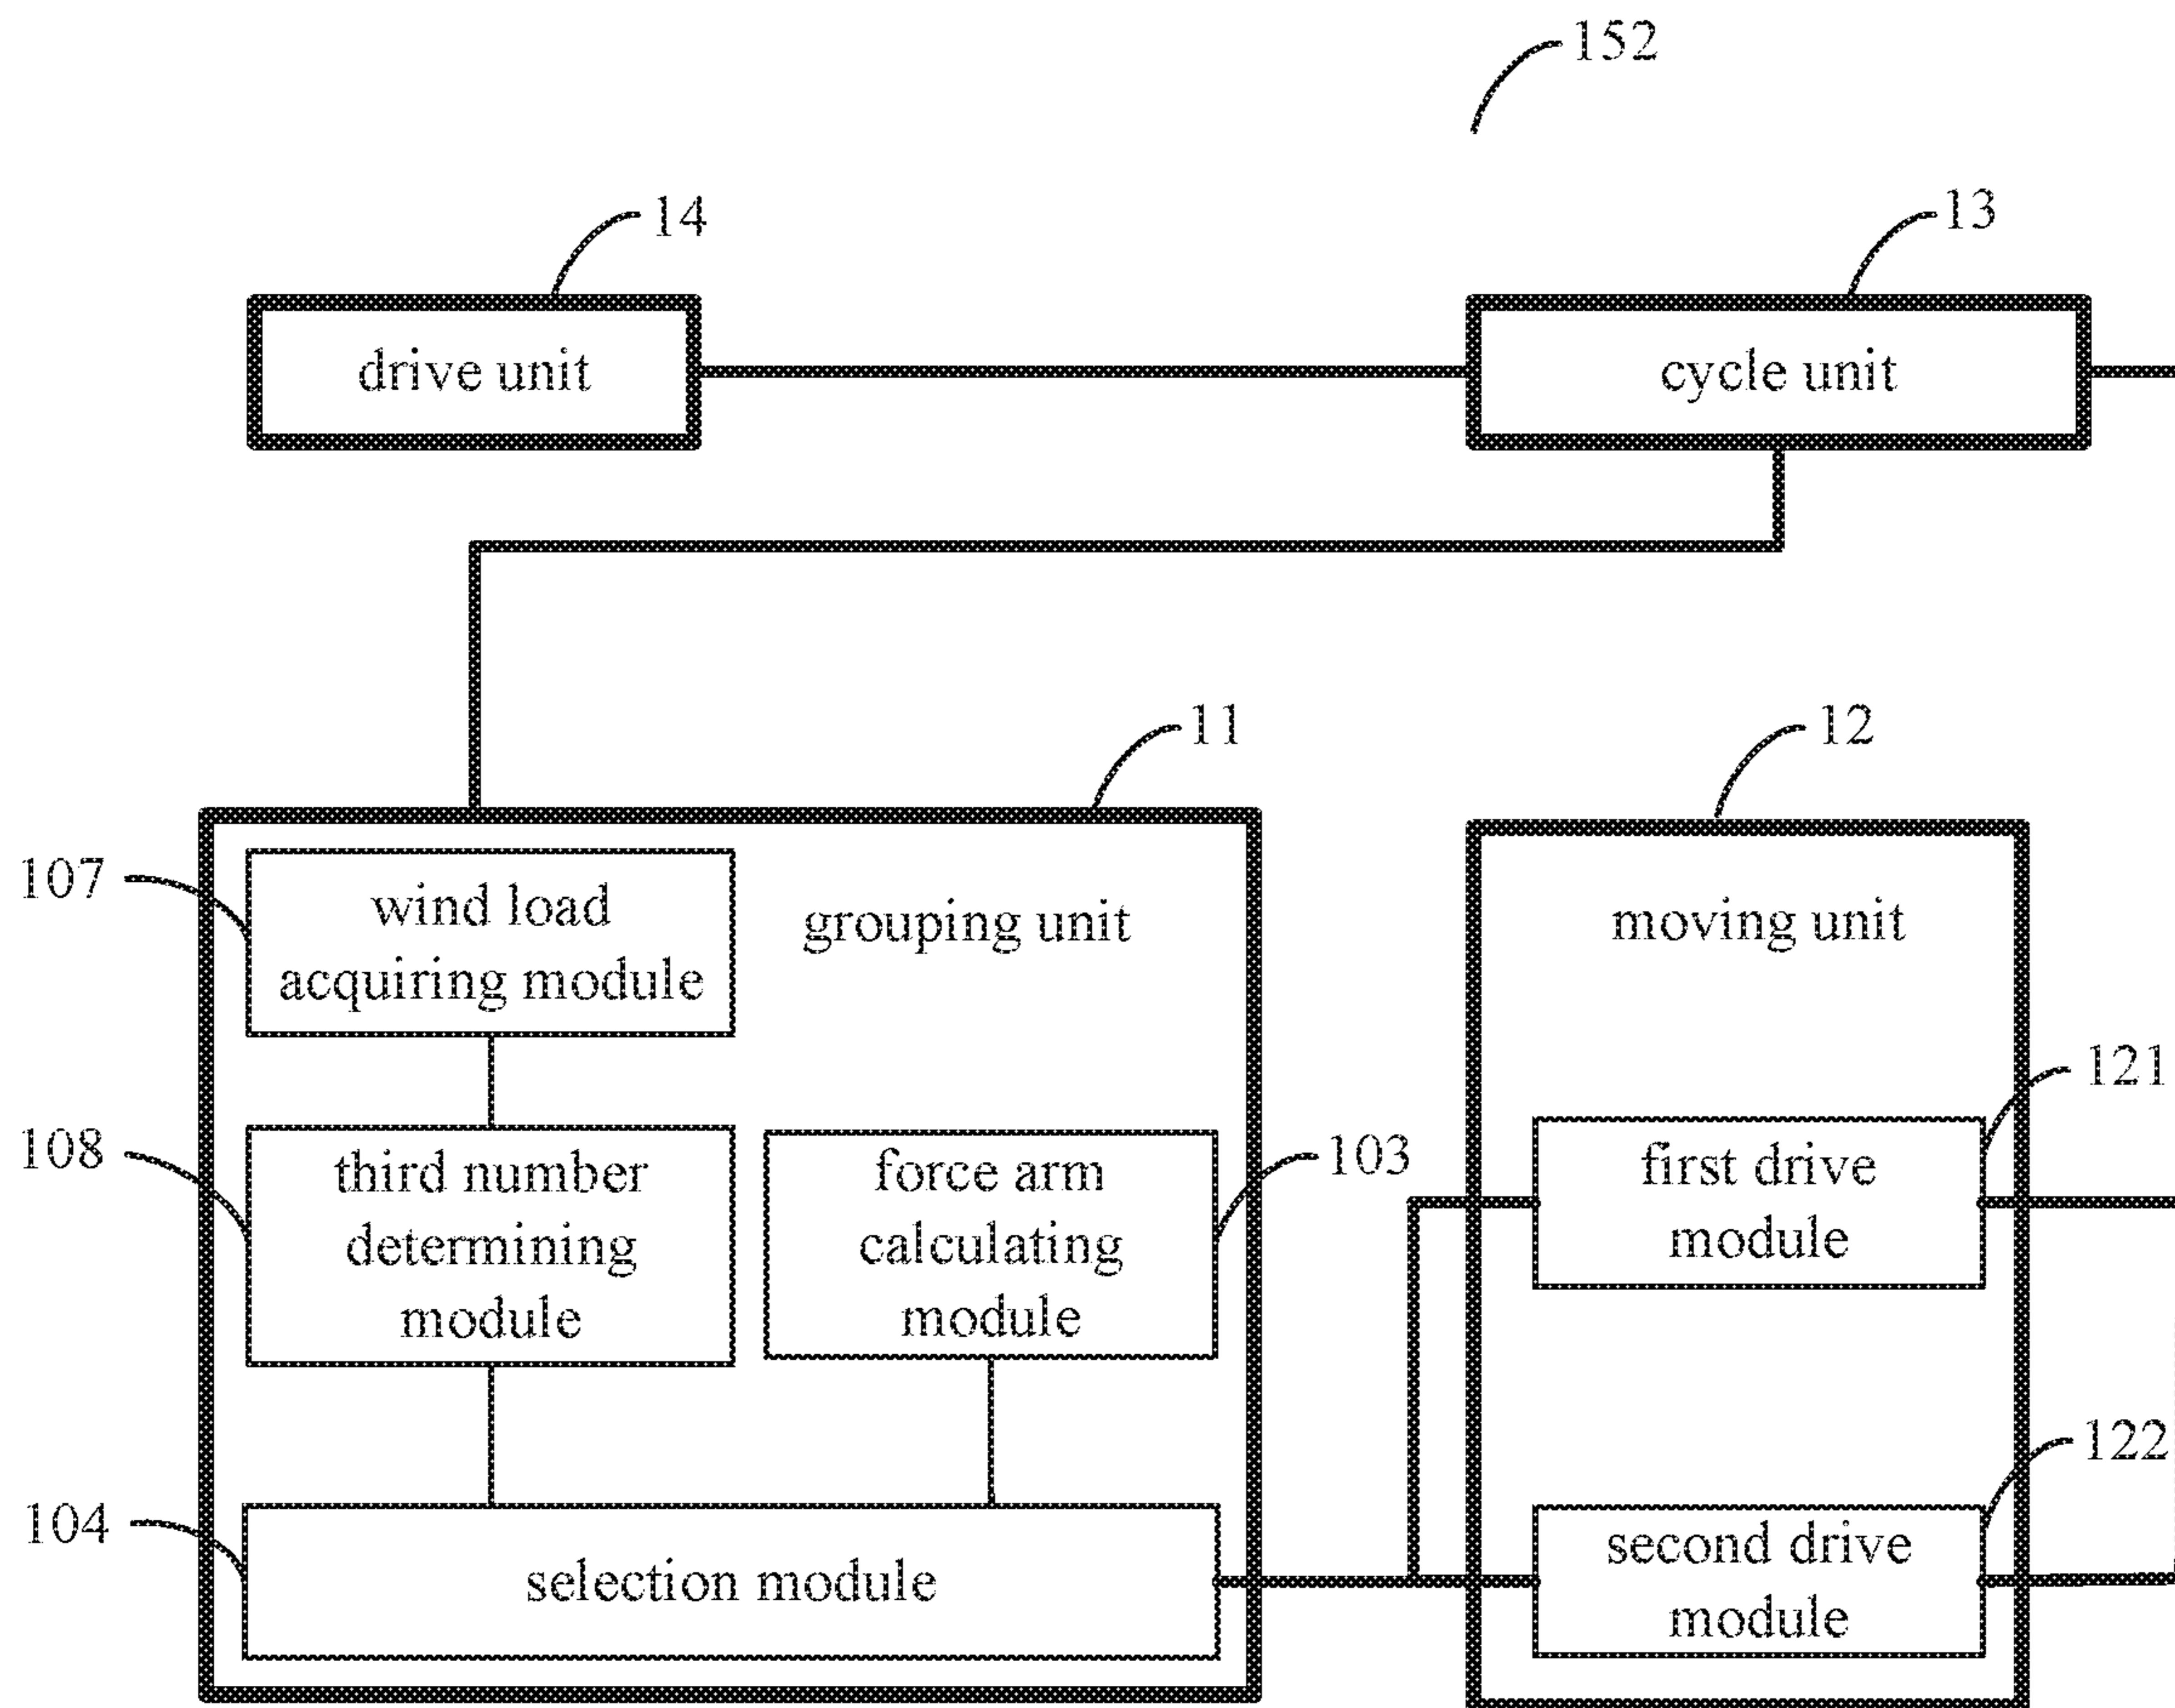 152
14
13
drive unit
cycle unit
11
12
107
wind load
acquiring module
grouping unit
moving unit
121
108
third number
determining
module
force arm
calculating
module
103
first drive
module
122
104
selection module
second drive
module